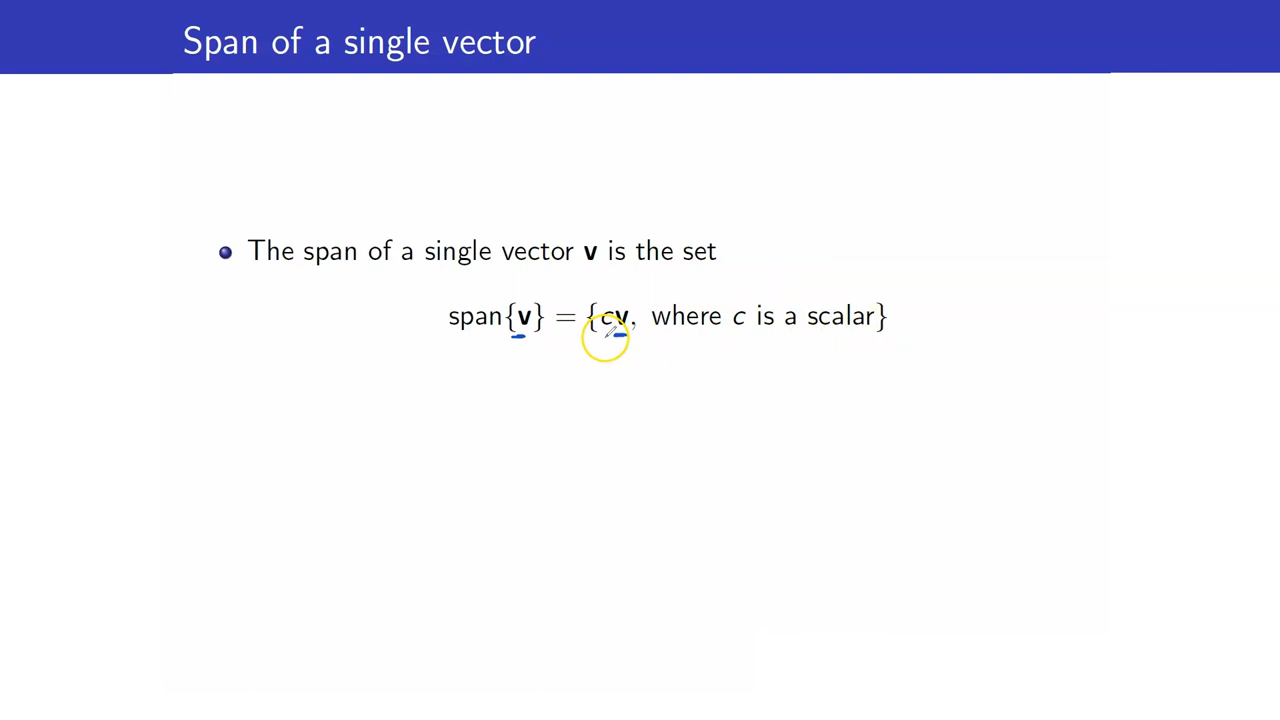 Span of a single vector
The span of a single vector v is the set
span{v} = {cv, where c is a scalar}